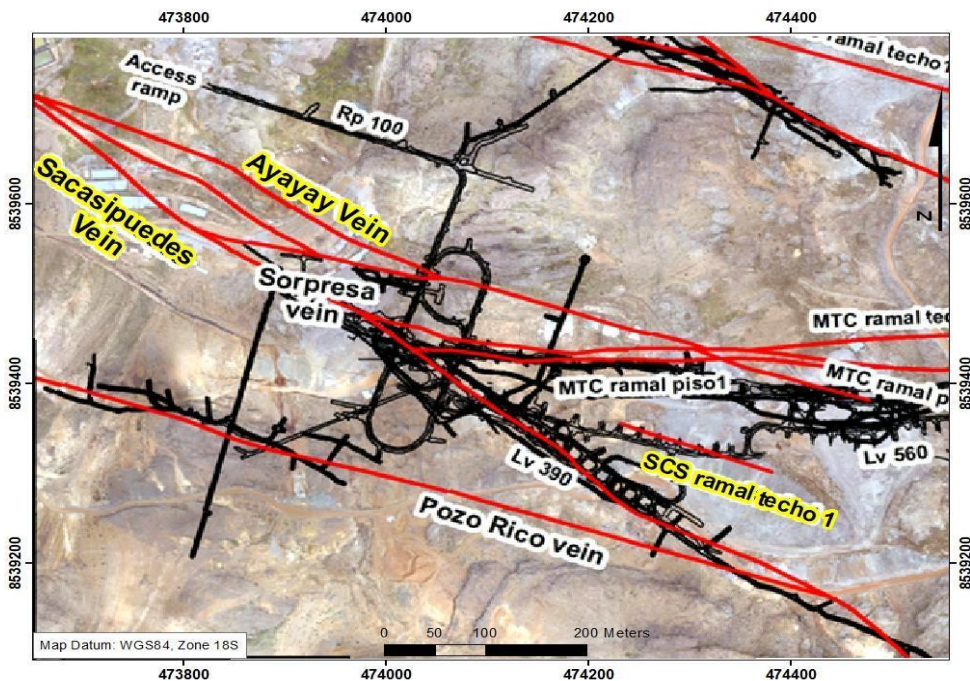 473800
474000
474200
474400
ramal techo1
Access
ramp
Rp 100
Ayayay Vein
Sacasipuedes
Vein
N
8539600
8539600
Sorpresa
vein
MTC ramal tec
8539400
8539400
MTC ramal piso1
MTC ramal p
Lv 560
Lv 390
SCS ramal techo 1
Pozo Rico vein
8539200
8539200
Map Datum: WGS84, Zone 18S
0 50 100 200 Meters
473800
474000
474200
474400